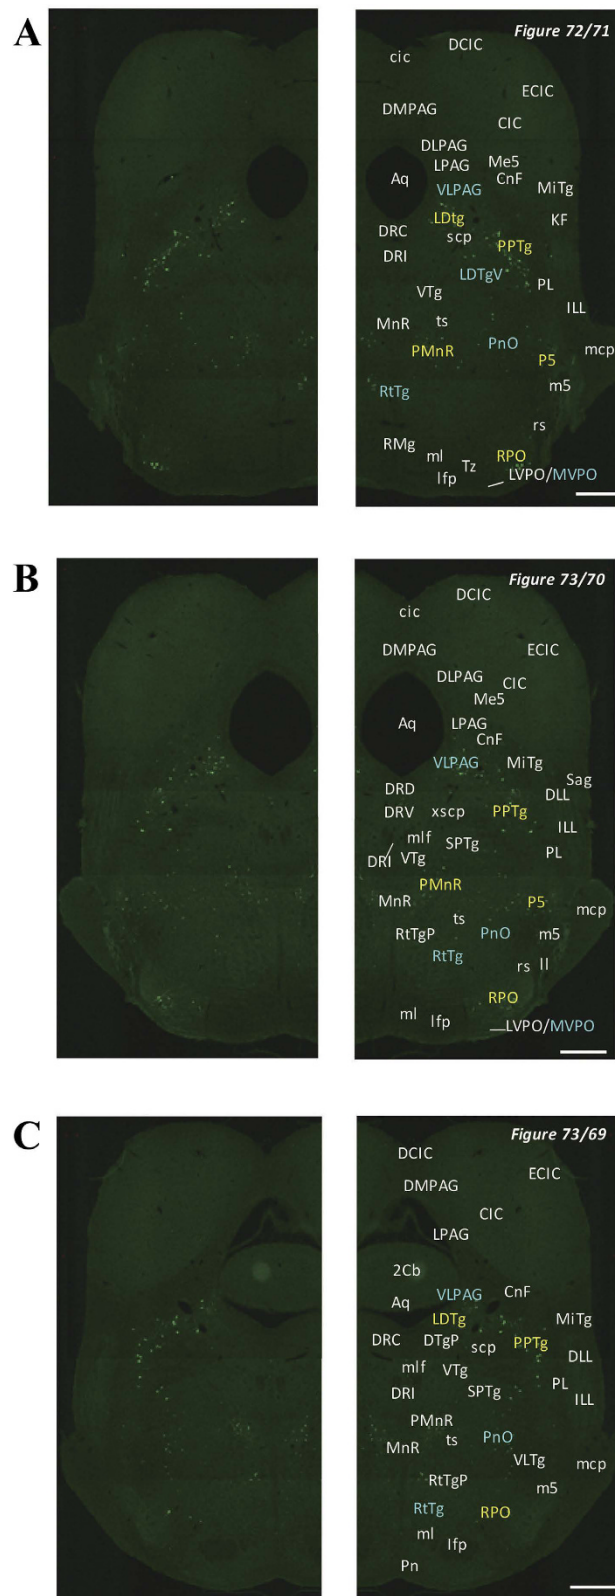 A
Figure 72/71
DCIC
cic
ECIC
DMPAG
CIC
DLPAG
LPAG
Me5
Aq
CnF
VLPAG
MiTg
LDtg
KF
DRC
scp
PPTg
DRI
LDTgV
PL
VTg
ILL
MnR
ts
PMnR
PnO
P5
mcp
RtTg
m5
rs
RMg
ml
Tz
RPO
lfp
LVPO/MVPO
B
Figure 73/70
DCIC
cic
DMPAG
ECIC
DLPAG
CIC
Me5
Aq
LPAG
CnF
VLPAG
MiTg
Sag
DRD
DLL
DRV
xscp
PPTg
ILL
mlf
SPTg
DRI
VTg
PL
PMnR
MnR
P5
mcp
ts
RtTgP
PnO
m5
RtTg
rs
ll
RPO
ml
lfp
LVPO/MVPO
C
Figure 73/69
DCIC
ECIC
DMPAG
CIC
LPAG
2Cb
Aq
VLPAG
CnF
LDTg
MiTg
DRC
DTgP
scp
PPTg
DLL
mlf
VTg
DRI
SPTg
PL
ILL
PMnR
MnR
ts
PnO
VLTg
mcp
RtTgP
m5
RtTg
RPO
ml
lfp
Pn